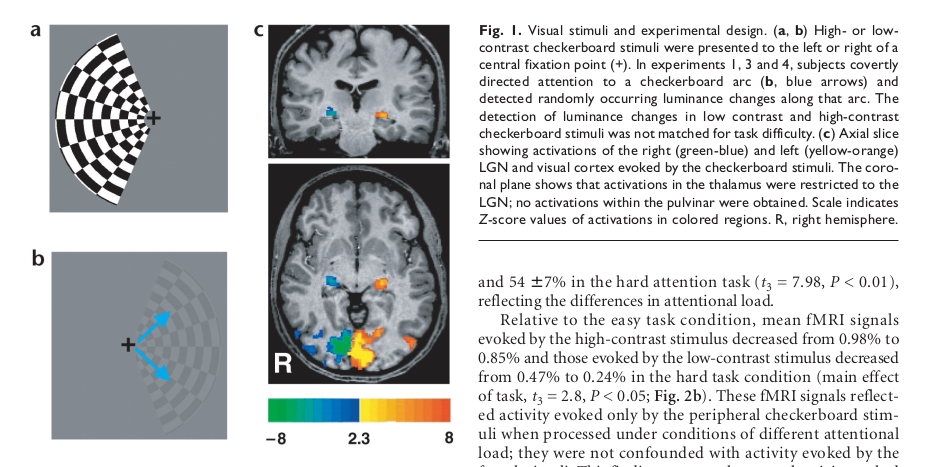 a
c
b
R
−8
2.3
8
Fig. 1. Visual stimuli and experimental design. (a, b) High- or low-
contrast checkerboard stimuli were presented to the left or right of a
central fixation point (+). In experiments 1, 3 and 4, subjects covertly
directed attention to a checkerboard arc (b, blue arrows) and
detected randomly occurring luminance changes along that arc. The
detection of luminance changes in low contrast and high-contrast
checkerboard stimuli was not matched for task difficulty. (c) Axial slice
showing activations of the right (green-blue) and left (yellow-orange)
LGN and visual cortex evoked by the checkerboard stimuli. The coro-
nal plane shows that activations in the thalamus were restricted to the
LGN; no activations within the pulvinar were obtained. Scale indicates
Z-score values of activations in colored regions. R, right hemisphere.
and 54 ±7% in the hard attention task (t3 = 7.98, P < 0.01),
reflecting the differences in attentional load.
Relative to the easy task condition, mean fMRI signals
evoked by the high-contrast stimulus decreased from 0.98% to
0.85% and those evoked by the low-contrast stimulus decreased
from 0.47% to 0.24% in the hard task condition (main effect
of task, t3 = 2.8, P < 0.05; Fig. 2b). These fMRI signals reflect-
ed activity evoked only by the peripheral checkerboard stim-
uli when processed under conditions of different attentional
load; they were not confounded with activity evoked by the